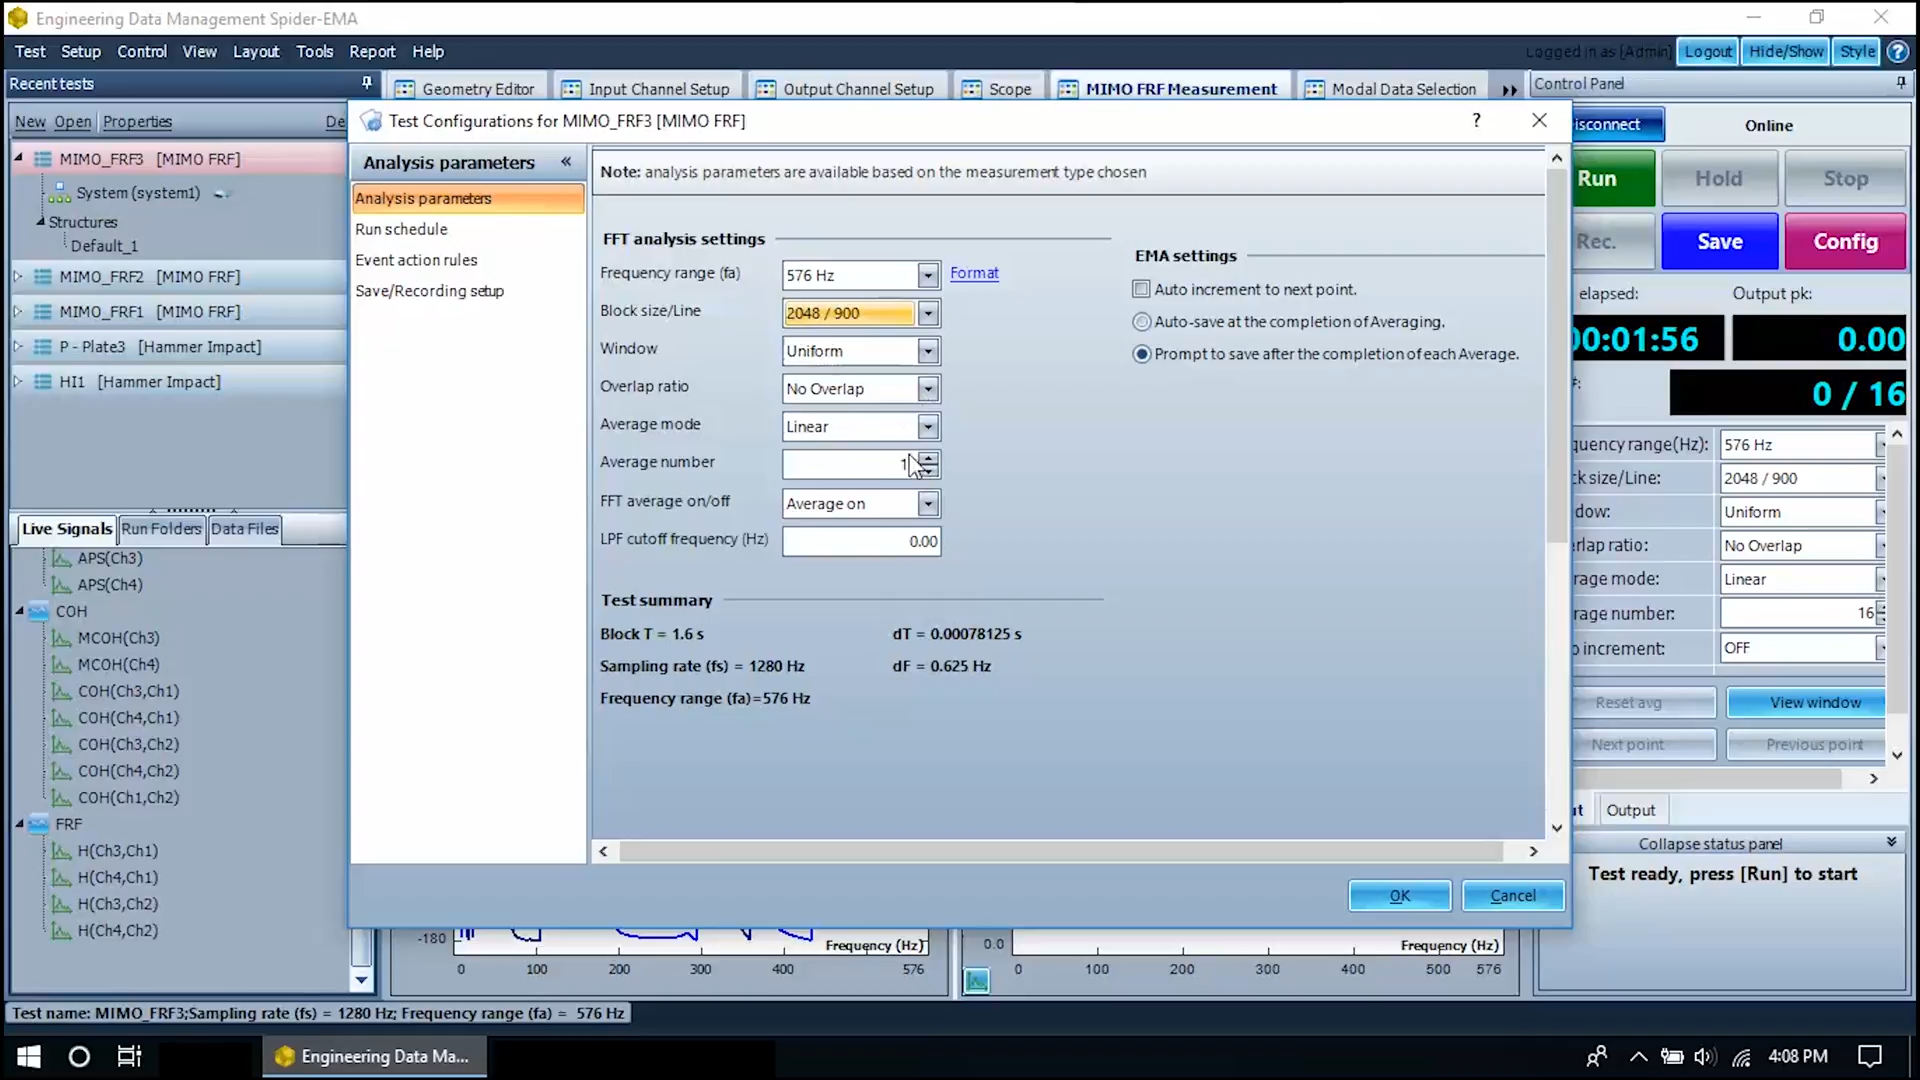 Engineering Data Management Spider-EMA
Test Setup Control View Layout Tools Report Help
Logged in as [Admin] Logout Hide/Show Style ?
Recent tests
Geometry Editor Input Channel Setup Output Channel Setup Scope MIMO FRF Measurement Modal Data Selection
Control Panel
New Open Properties De
MIMO_FRF3 [MIMO FRF]
System (system1)
Structures
Default_1
MIMO_FRF2 [MIMO FRF]
MIMO_FRF1 [MIMO FRF]
P - Plate3 [Hammer Impact]
HI1 [Hammer Impact]
Live Signals Run Folders Data Files
APS(Ch3)
APS(Ch4)
COH
MCOH(Ch3)
MCOH(Ch4)
COH(Ch3,Ch1)
COH(Ch4,Ch1)
COH(Ch3,Ch2)
COH(Ch4,Ch2)
COH(Ch1,Ch2)
FRF
H(Ch3,Ch1)
H(Ch4,Ch1)
H(Ch3,Ch2)
H(Ch4,Ch2)
Test Configurations for MIMO_FRF3 [MIMO FRF]
?
Analysis parameters «
Analysis parameters
Run schedule
Event action rules
Save/Recording setup
Note: analysis parameters are available based on the measurement type chosen
FFT analysis settings
Frequency range (fa) 576 Hz Format
Block size/Line 2048 / 900
Window Uniform
Overlap ratio No Overlap
Average mode Linear
Average number 1
FFT average on/off Average on
LPF cutoff frequency (Hz) 0.00
EMA settings
Auto increment to next point.
Auto-save at the completion of Averaging.
Prompt to save after the completion of each Average.
Test summary
Block T = 1.6 s dT = 0.00078125 s
Sampling rate (fs) = 1280 Hz dF = 0.625 Hz
Frequency range (fa)=576 Hz
OK Cancel
-180 Frequency (Hz)
0 100 200 300 400 576
0.0 Frequency (Hz)
0 100 200 300 400 500 576
isconnect Online
Run Hold Stop
Rec. Save Config
elapsed: Output pk:
00:01:56 0.00
#:
0 / 16
quency range(Hz): 576 Hz
ck size/Line: 2048 / 900
dow: Uniform
rlap ratio: No Overlap
rage mode: Linear
rage number: 16
o increment: OFF
Reset avg View window
Next point Previous point
ut Output
Collapse status panel
Test ready, press [Run] to start
Test name: MIMO_FRF3;Sampling rate (fs) = 1280 Hz; Frequency range (fa) = 576 Hz
Engineering Data Ma...
4:08 PM